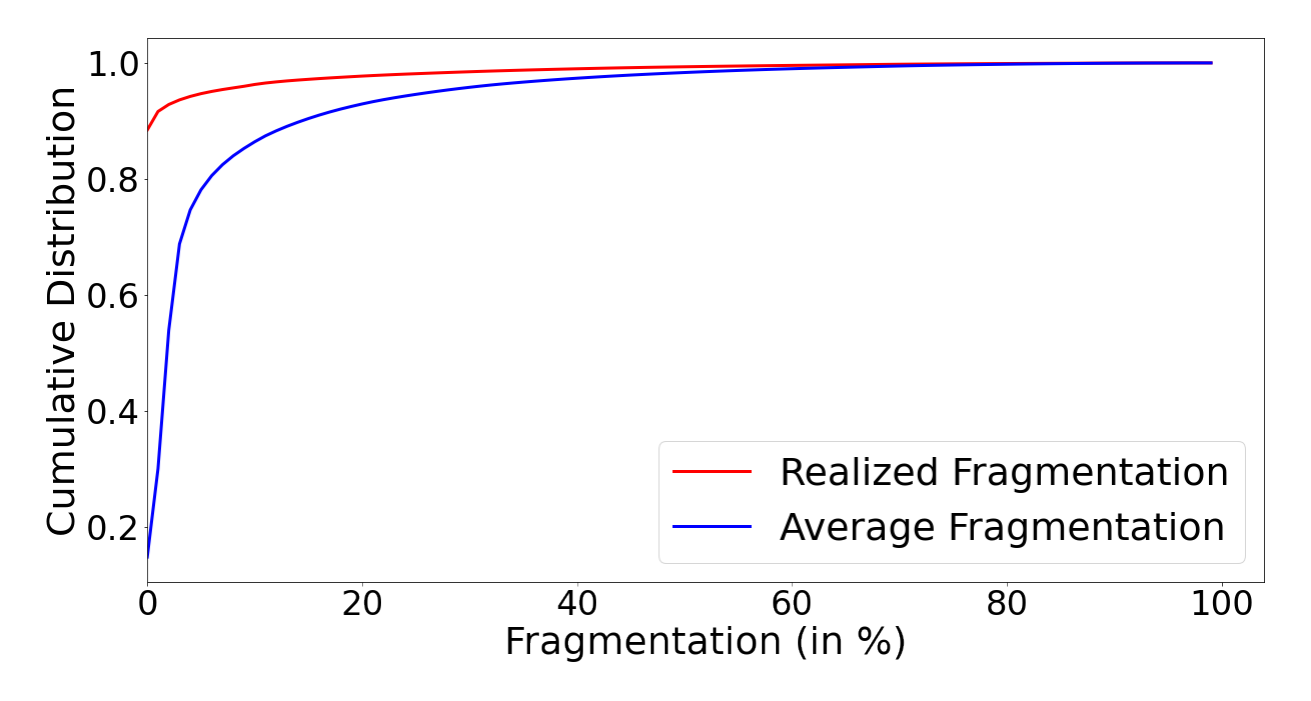 1.0
0.8
0.6
0.4
0.2
Cumulative Distribution
Realized Fragmentation
Average Fragmentation
0 20 40 60 80 100
Fragmentation (in %)